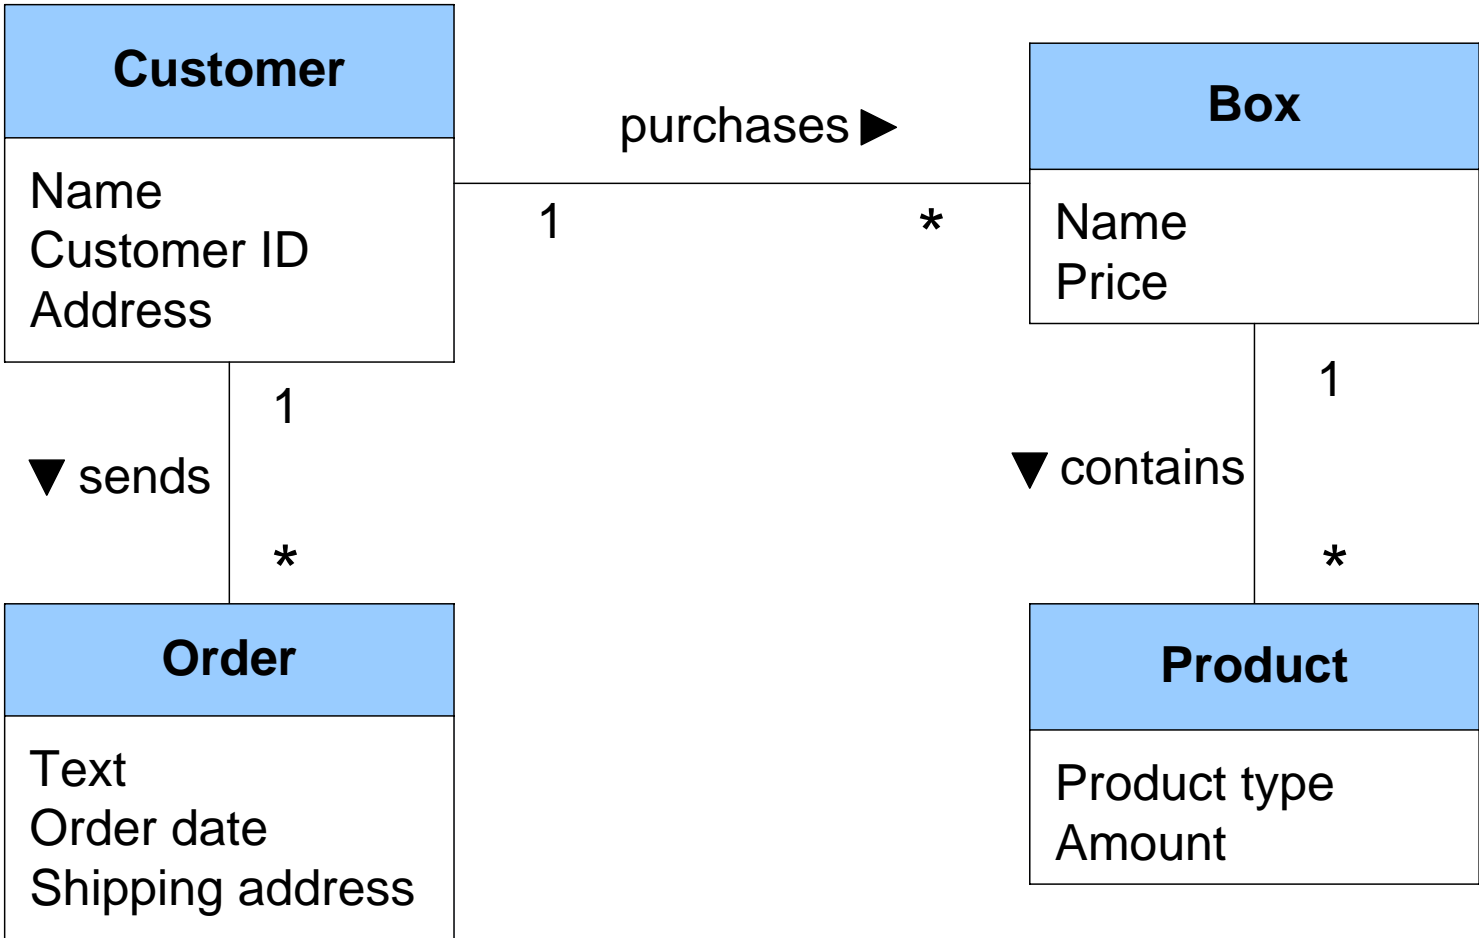 Customer
Name
Customer ID
Address
purchases ▶
1
*
Box
Name
Price
1
▼ sends
*
1
▼ contains
*
Order
Text
Order date
Shipping address
Product
Product type
Amount